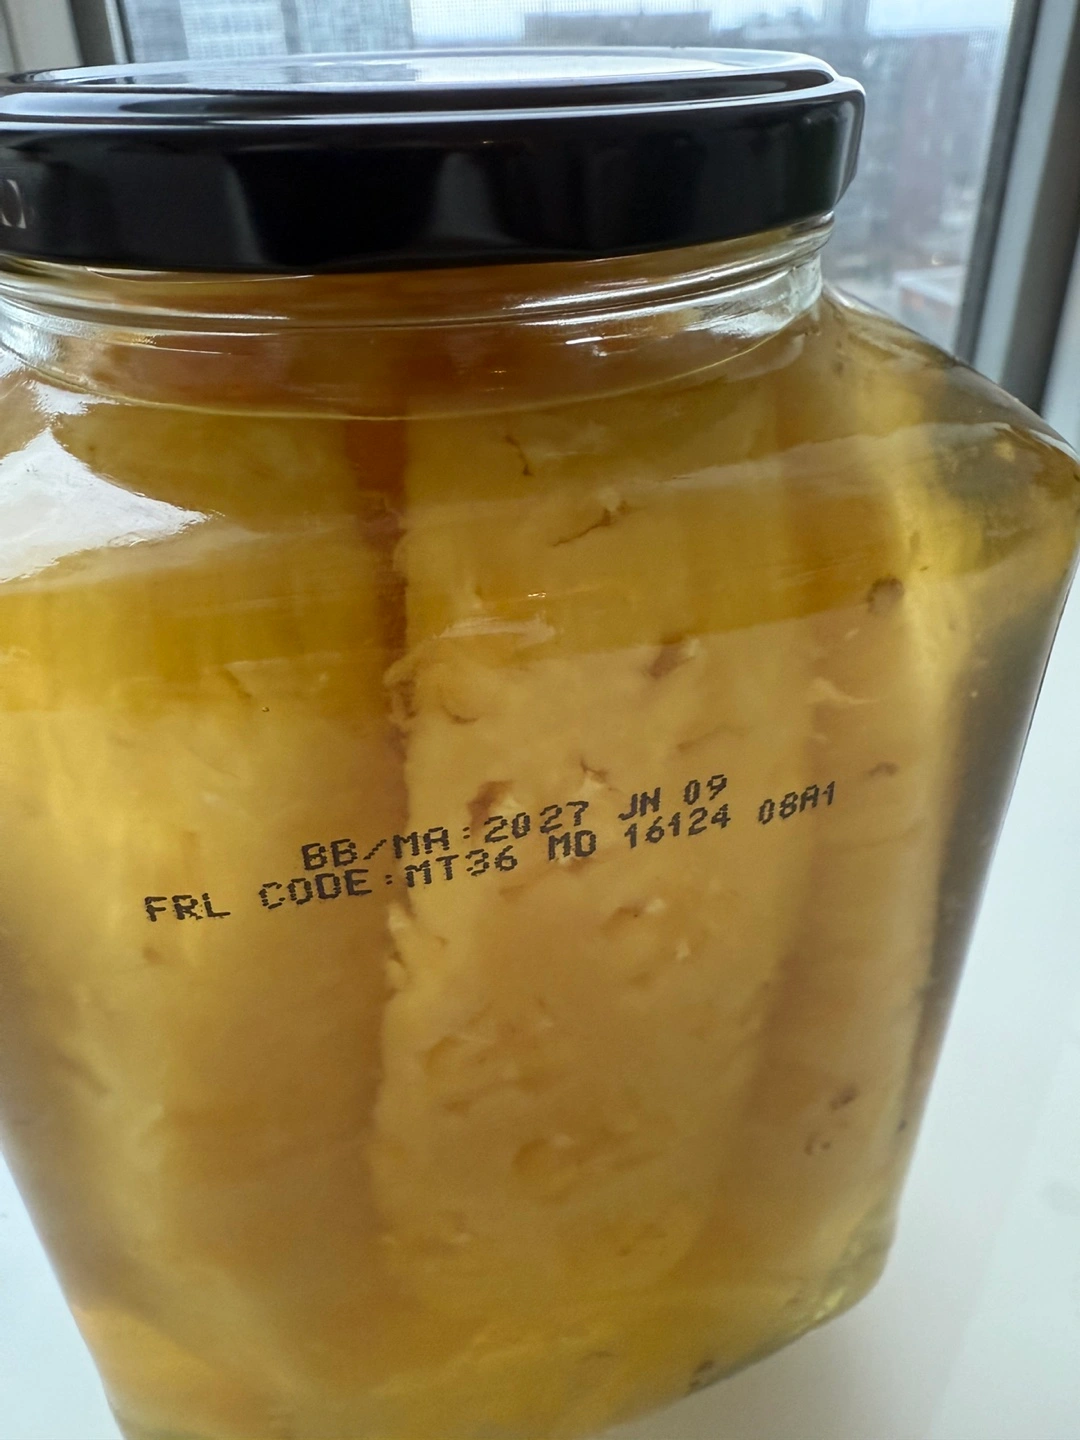 BB/MA:2027 JN 09
FRL CODE:MT36 MD 16124 08A1